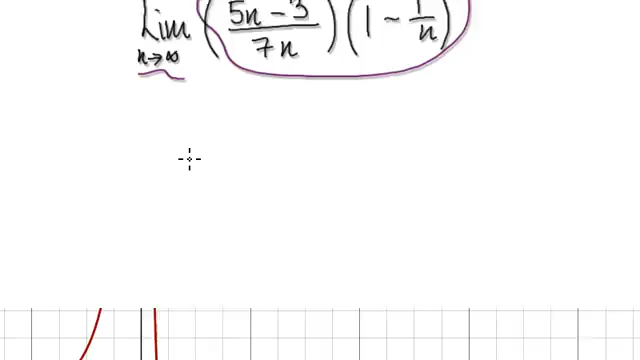 Lim n→∞ ( (5n - 3) / 7n ) ( 1 - 1/n )